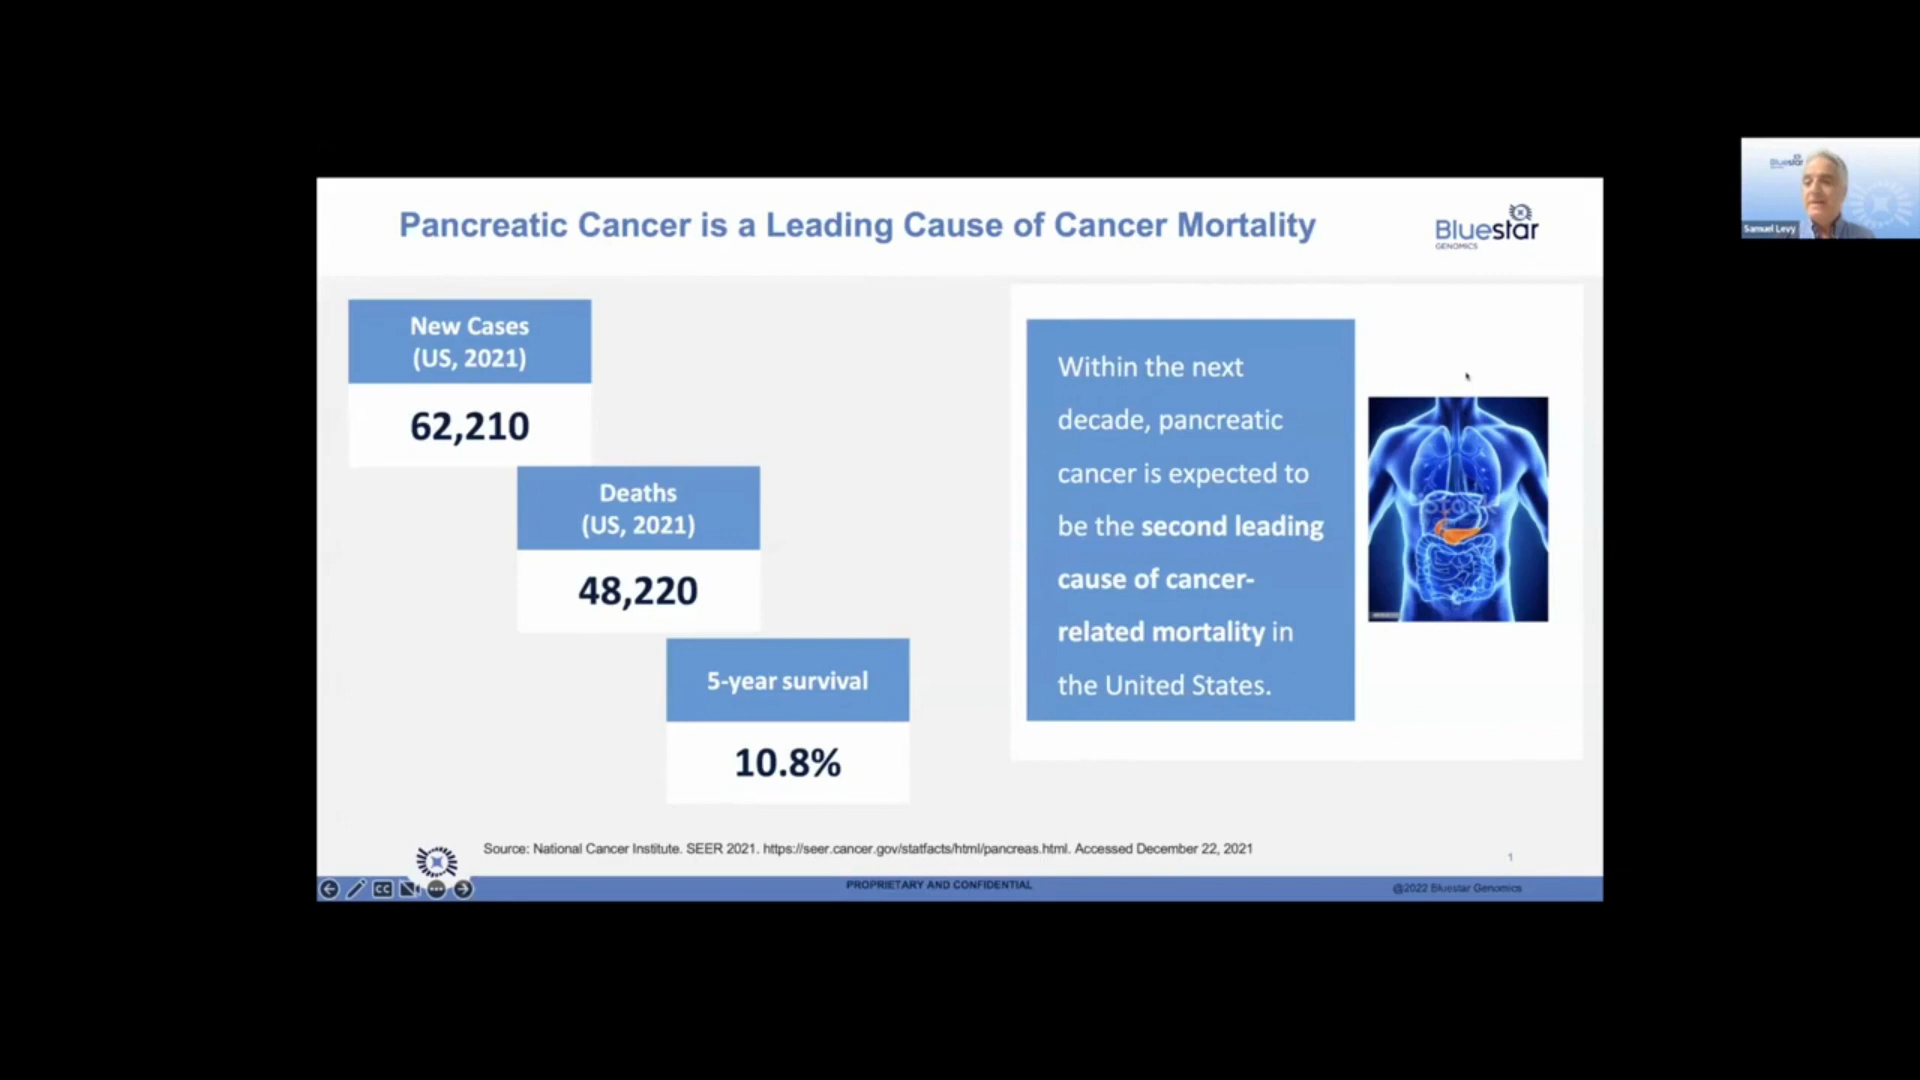 Pancreatic Cancer is a Leading Cause of Cancer Mortality
Bluestar
GENOMICS
New Cases
(US, 2021)
62,210
Deaths
(US, 2021)
48,220
5-year survival
10.8%
Within the next
decade, pancreatic
cancer is expected to
be the second leading
cause of cancer-
related mortality in
the United States.
Source: National Cancer Institute. SEER 2021. https://seer.cancer.gov/statfacts/html/pancreas.html. Accessed December 22, 2021
1
CC
PROPRIETARY AND CONFIDENTIAL
@2022 Bluestar Genomics
Bluestar
Samuel Levy